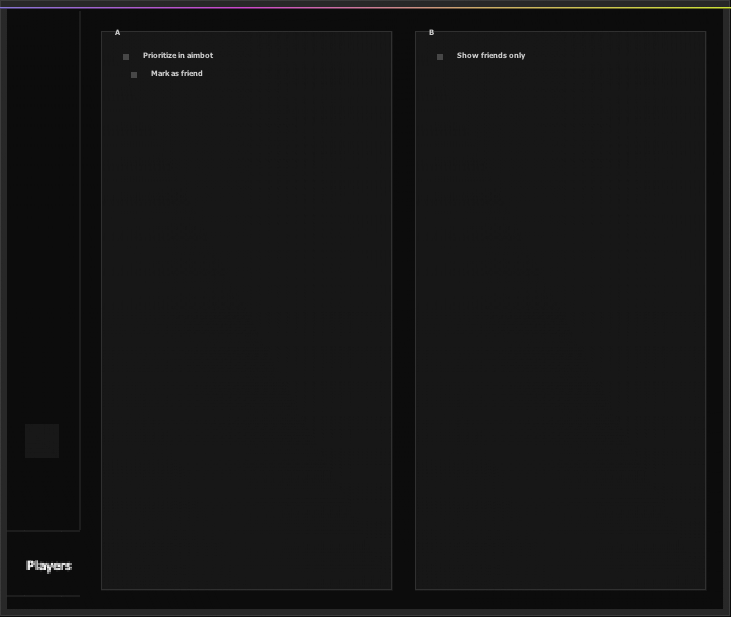 A
Prioritize in aimbot
Mark as friend
B
Show friends only
Players